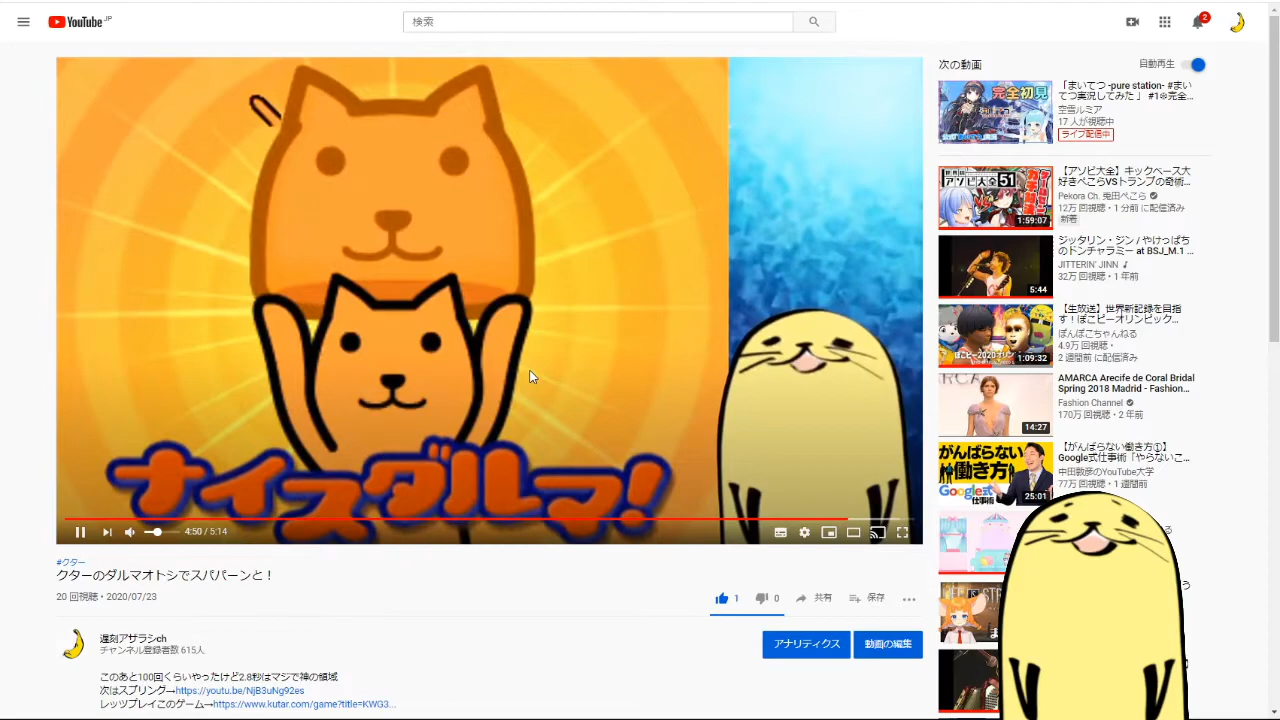 YouTube JP
検索
2
ナイスダルマ!
4:50 / 5:14
#クター
クターのダルマオトシでスパパーンと!
20 回視聴・2020/07/23
1
0
共有
保存
遅刻アザラシch
チャンネル登録者数 615人
アナリティクス
動画の編集
このあと100回くらいやったけど2.8秒はマジで神の領域
次はスプリング→https://youtu.be/NjB3uNg92es
レッツプレイこのゲーム→https://www.kutar.com/game?title=KWG3...
次の動画
自動再生
完全初見
「まいてつ -pure station- #まい
てつ実況してみた 」 #1※完全...
空雪ルミア
17 人が視聴中
ライブ配信中
世界のアソビ大全51
1:59:07
【アソビ大全】キックベース大
好きぺこらVSトランプの奇術...
Pekora Ch. 兎田ぺこら
12万 回視聴・1 分前 に配信済み
新着
5:44
ジッタリン・ジン / やけっぱち
のドンチャラミー at BSJ_M.1 ...
JITTERIN' JINN ♪
32万 回視聴・1 年前
1:09:32
【生放送】世界新記録を目指
す！ぽこピーオリンピック...
ぽんぽこちゃんねる
4.9万 回視聴・
2 週間前 に配信済み
14:27
AMARCA Arecife de Coral Bridal
Spring 2018 Madrid - Fashion...
Fashion Channel
170万 回視聴・2 年前
がんばらない
働き方
Google式
仕事術
25:01
【がんばらない働き方①】
Google式仕事術「やらないこ...
中田敦彦のYouTube大学
77万 回視聴・1 週間前